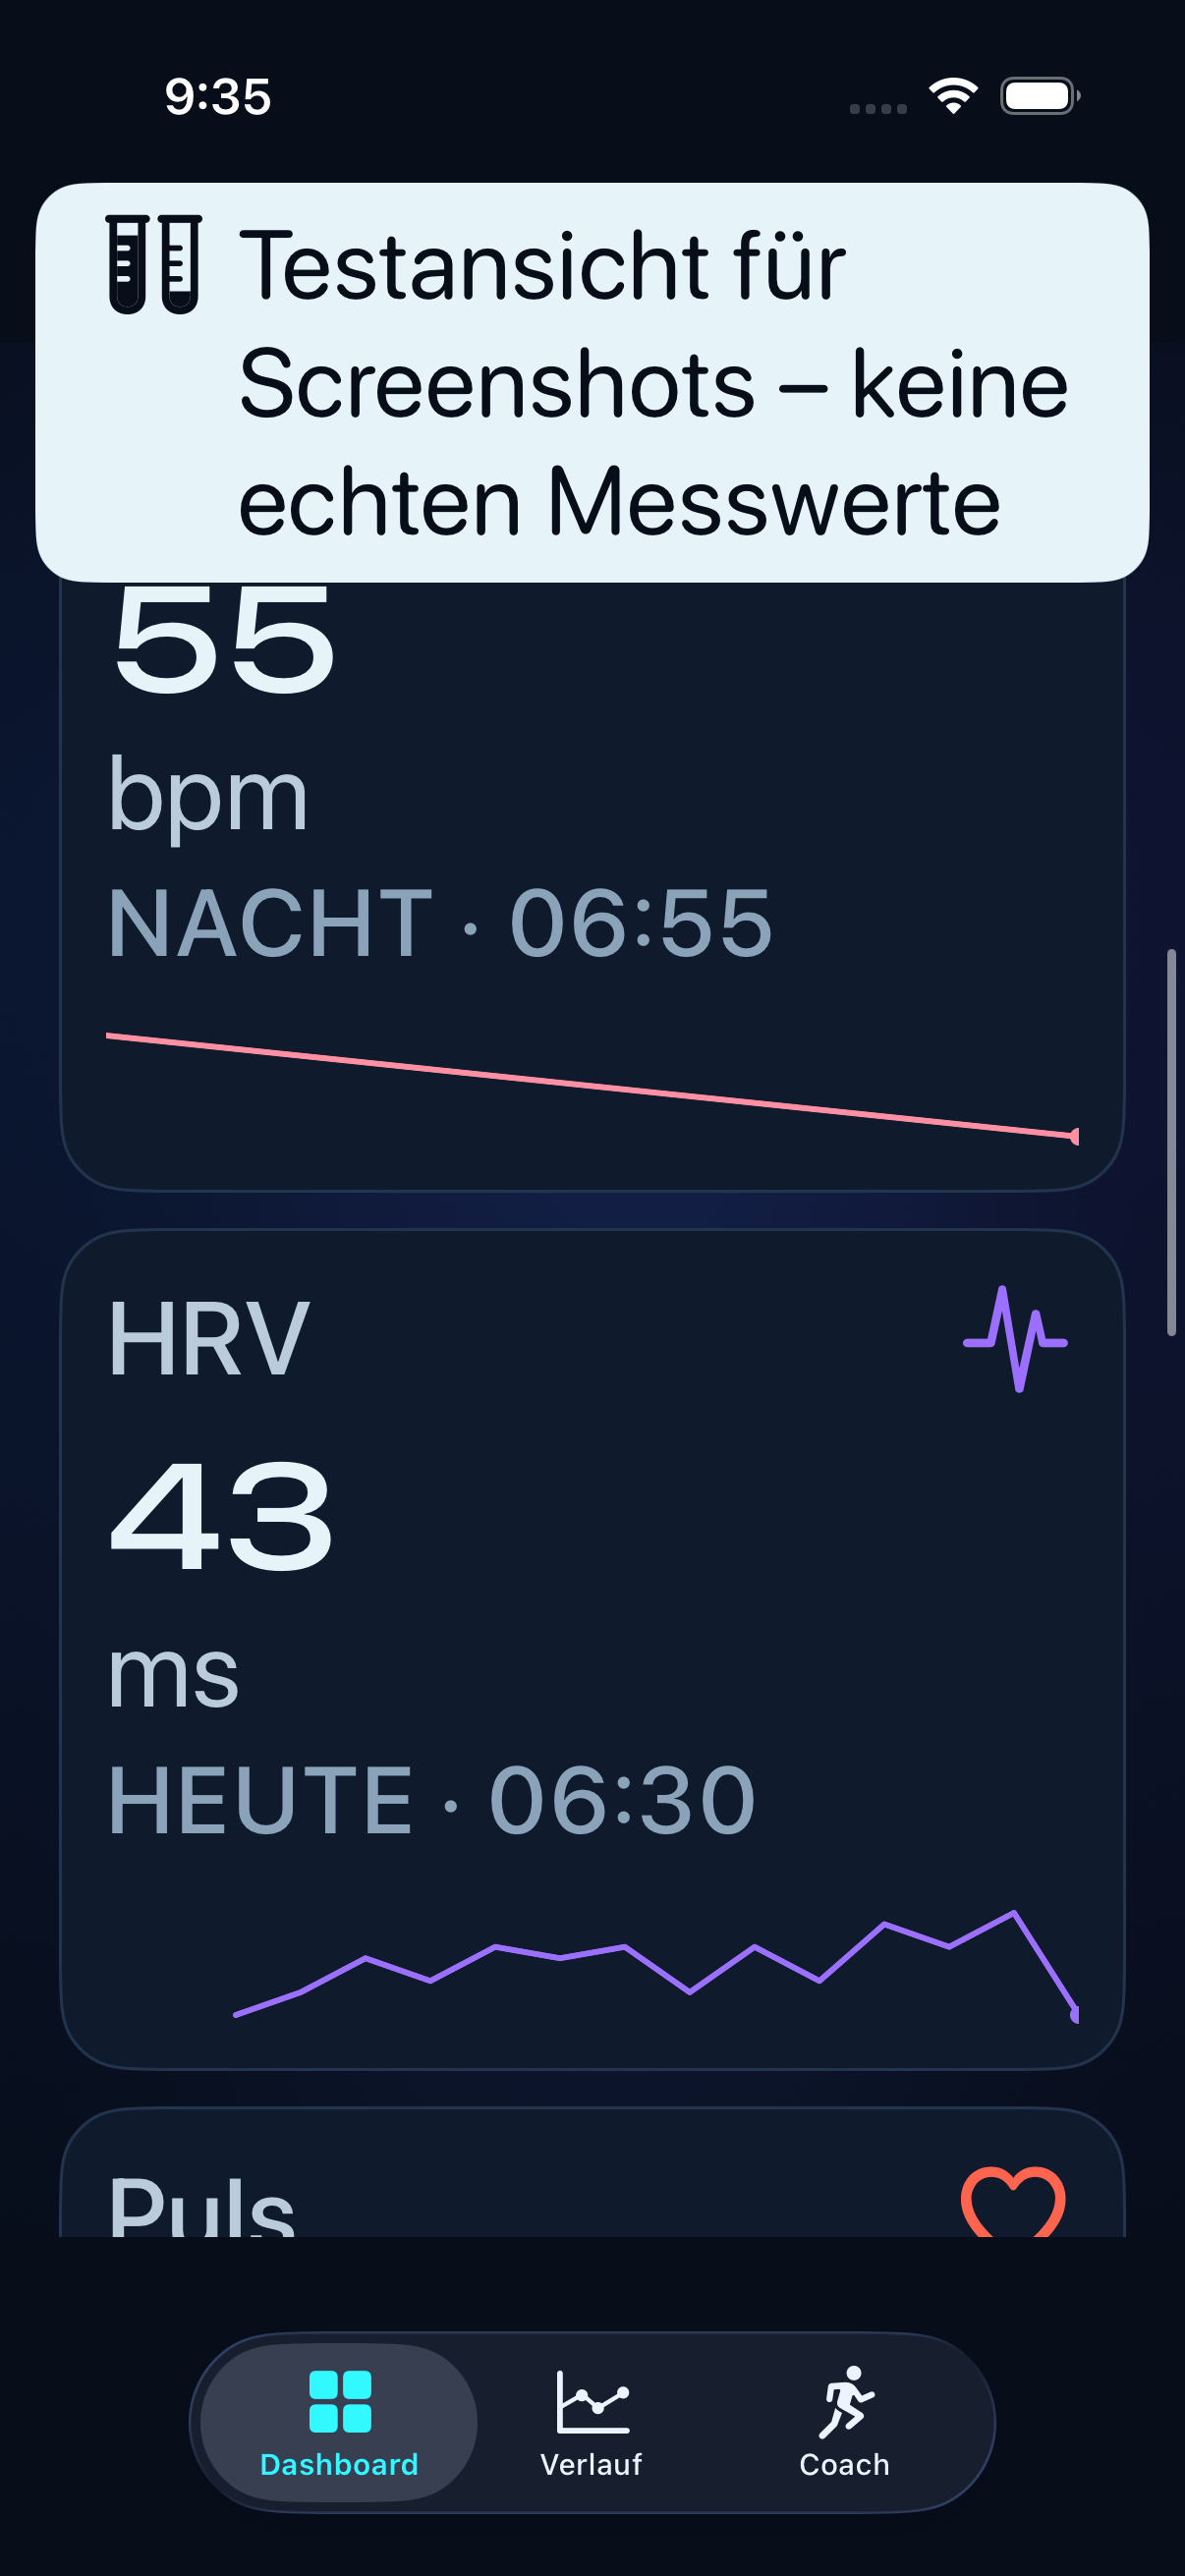 9:35
Testansicht für
Screenshots – keine
echten Messwerte
55
bpm
NACHT · 06:55
HRV
43
ms
HEUTE · 06:30
Puls
Dashboard
Verlauf
Coach